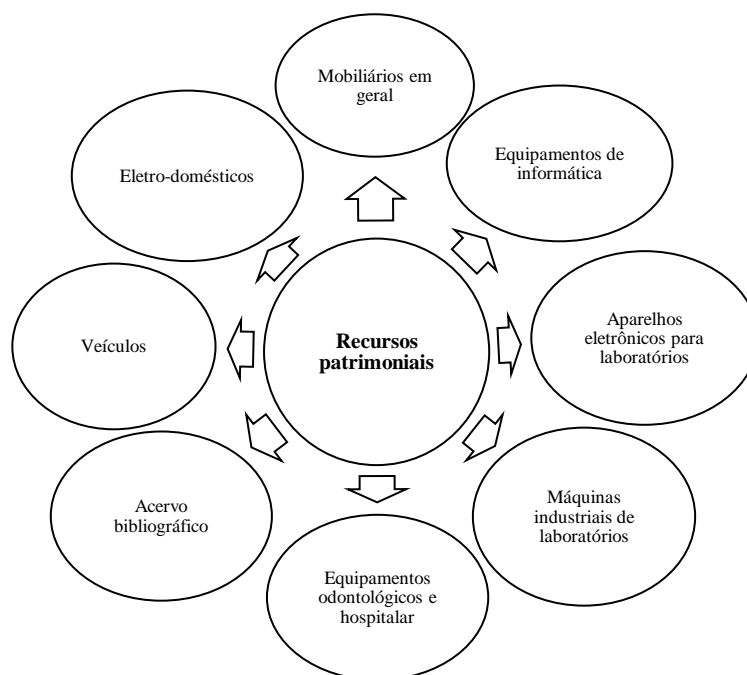 Mobiliários em
geral
Equipamentos de
informática
Eletro-domésticos
Aparelhos
eletrônicos para
laboratórios
Recursos
patrimoniais
Veículos
Máquinas
industriais de
laboratórios
Acervo
bibliográfico
Equipamentos
odontológicos e
hospitalar